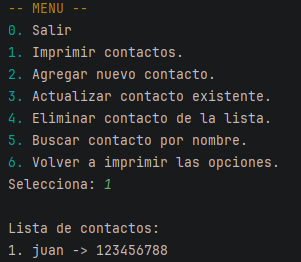 -- MENU --
0. Salir
1. Imprimir contactos.
2. Agregar nuevo contacto.
3. Actualizar contacto existente.
4. Eliminar contacto de la lista.
5. Buscar contacto por nombre.
6. Volver a imprimir las opciones.
Selecciona: 1
Lista de contactos:
1. juan -> 123456788